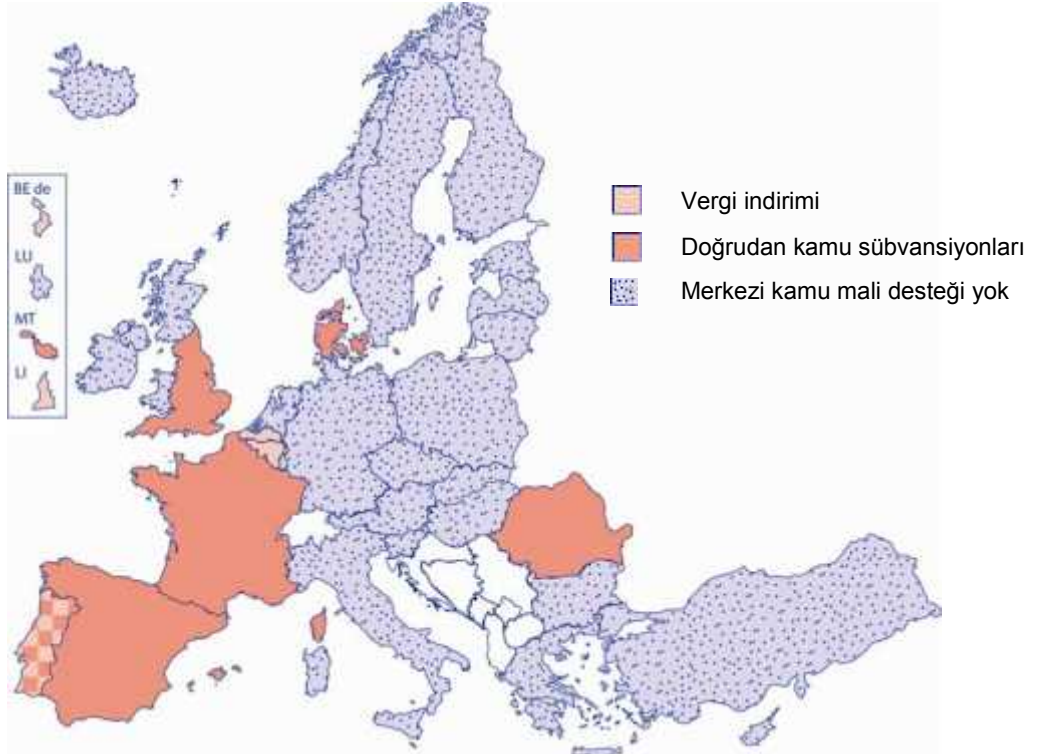 BE de
LU
MT
LI
Vergi indirimi
Doğrudan kamu sübvansiyonları
Merkezi kamu mali desteği yok